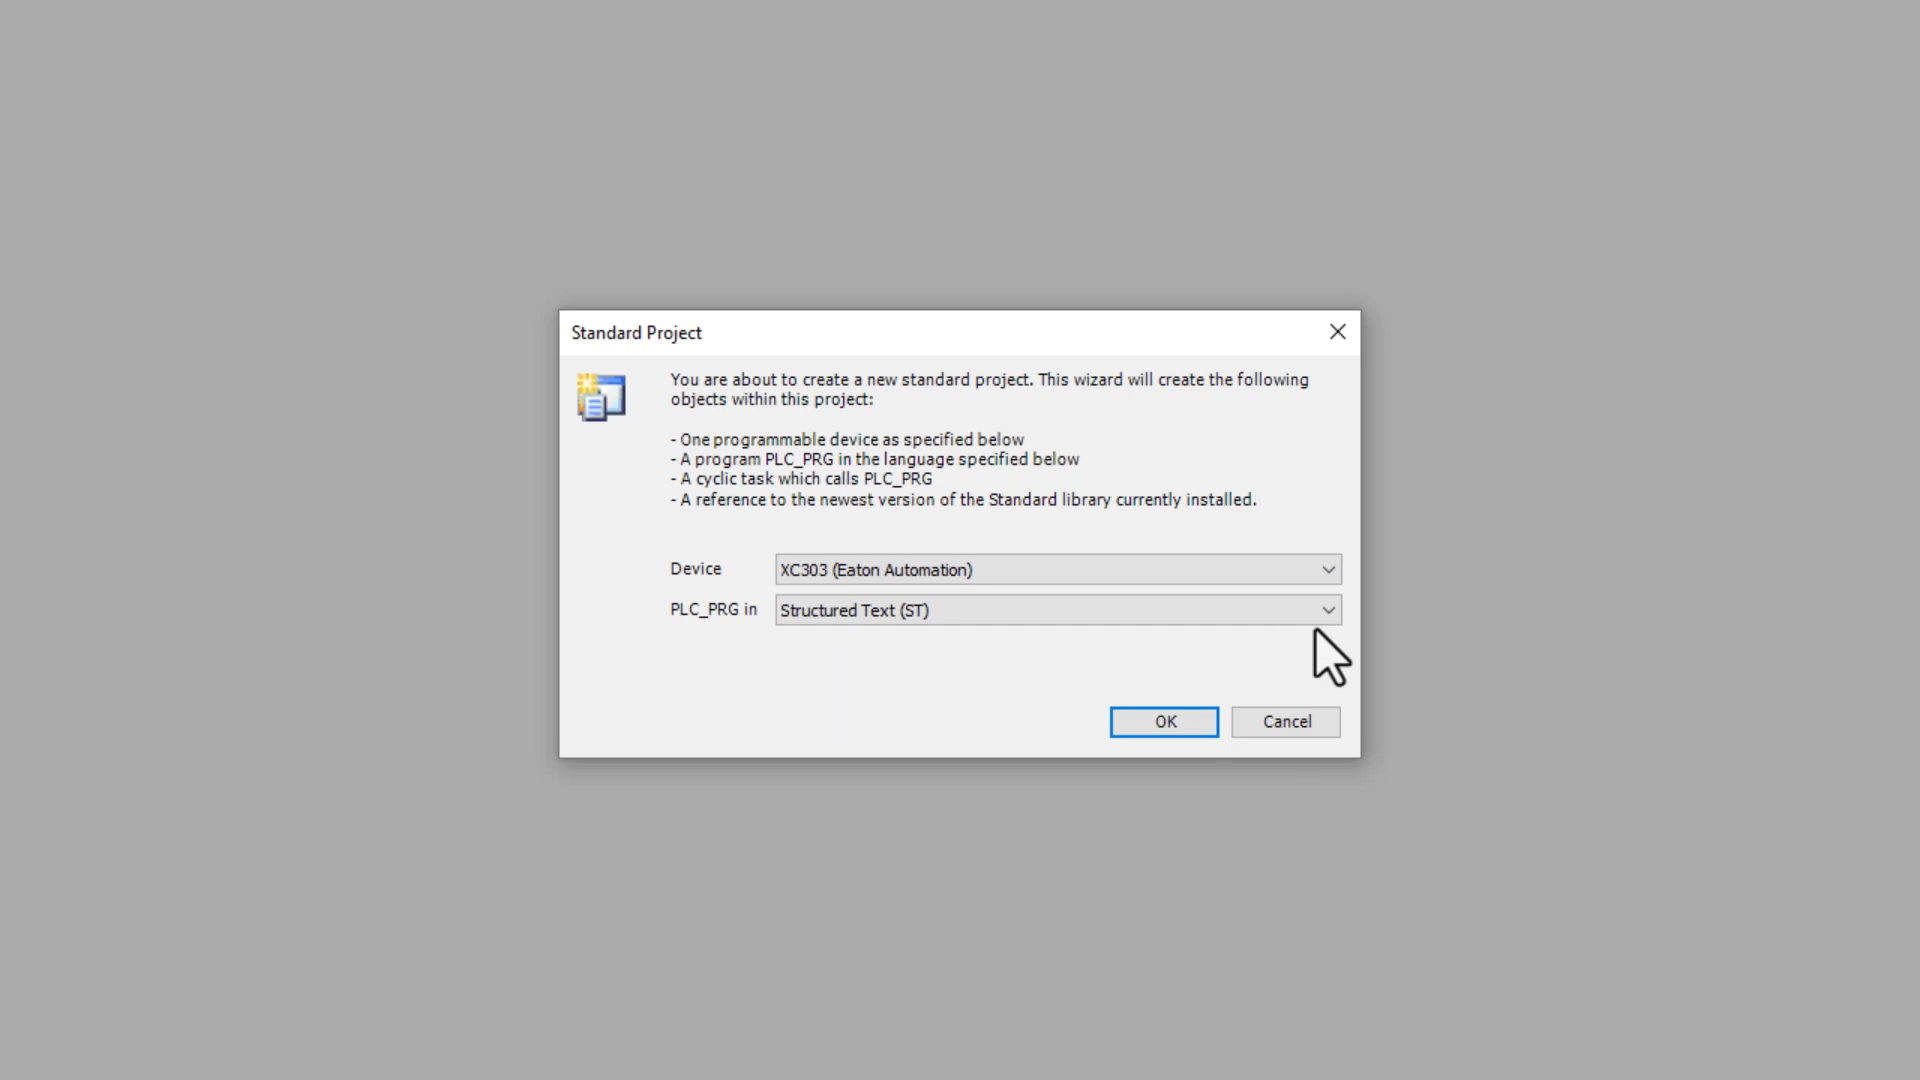 Standard Project
You are about to create a new standard project. This wizard will create the following
objects within this project:
- One programmable device as specified below
- A program PLC_PRG in the language specified below
- A cyclic task which calls PLC_PRG
- A reference to the newest version of the Standard library currently installed.
Device XC303 (Eaton Automation)
PLC_PRG in Structured Text (ST)
OK Cancel